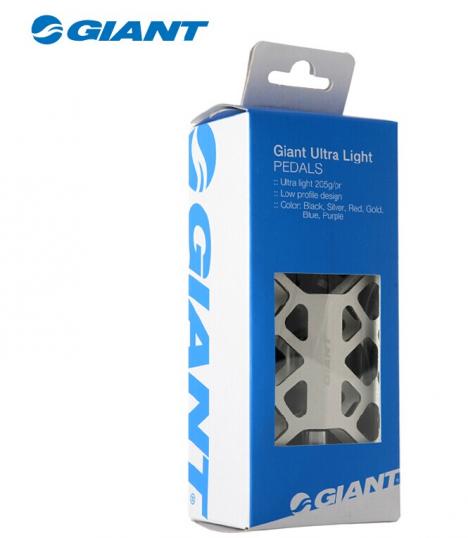 GIANT
Giant Ultra Light
PEDALS
:: Ultra light 205g/pr
:: Low profile design
:: Color: Black, Silver, Red, Gold,
Blue, Purple
GIANT
GIANT®
GIANT